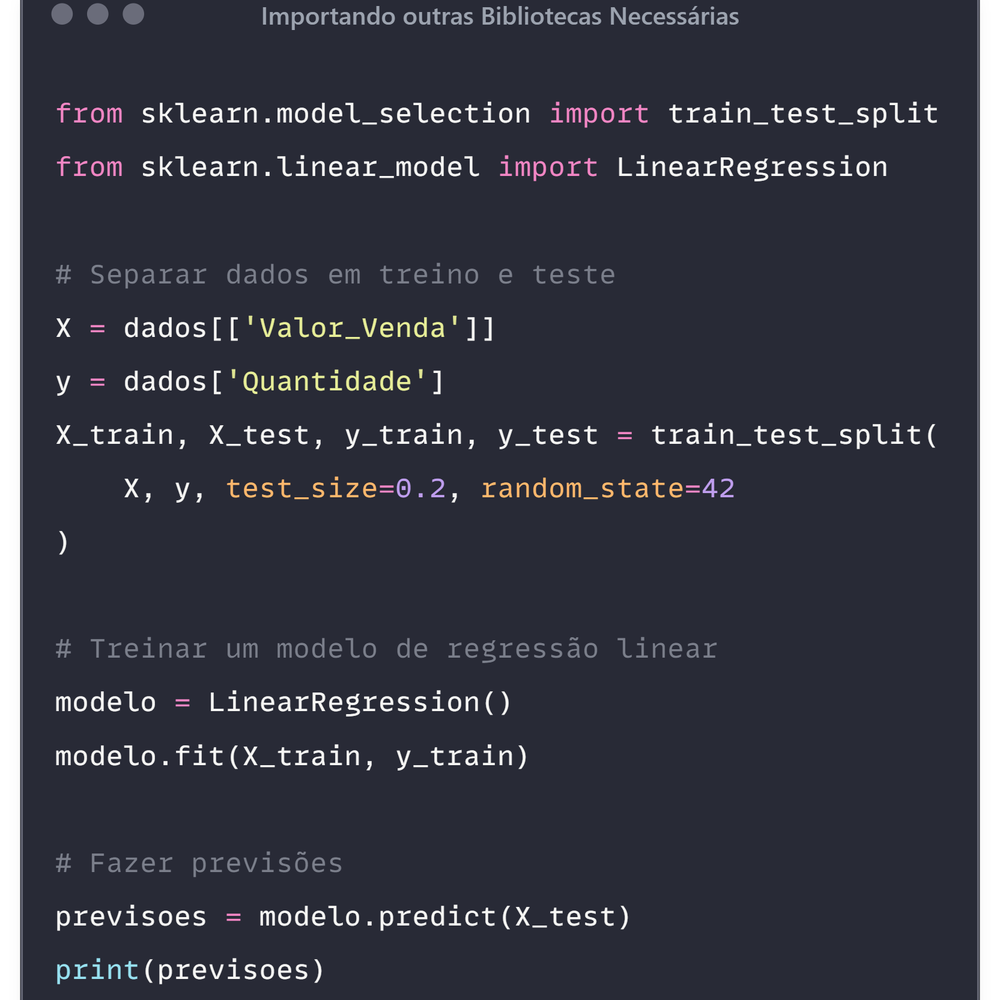 Importando outras Bibliotecas Necessárias
from sklearn.model_selection import train_test_split
from sklearn.linear_model import LinearRegression
# Separar dados em treino e teste
X = dados[['Valor_Venda']]
y = dados['Quantidade']
X_train, X_test, y_train, y_test = train_test_split(
    X, y, test_size=0.2, random_state=42
)
# Treinar um modelo de regressão linear
modelo = LinearRegression()
modelo.fit(X_train, y_train)
# Fazer previsões
previsoes = modelo.predict(X_test)
print(previsoes)